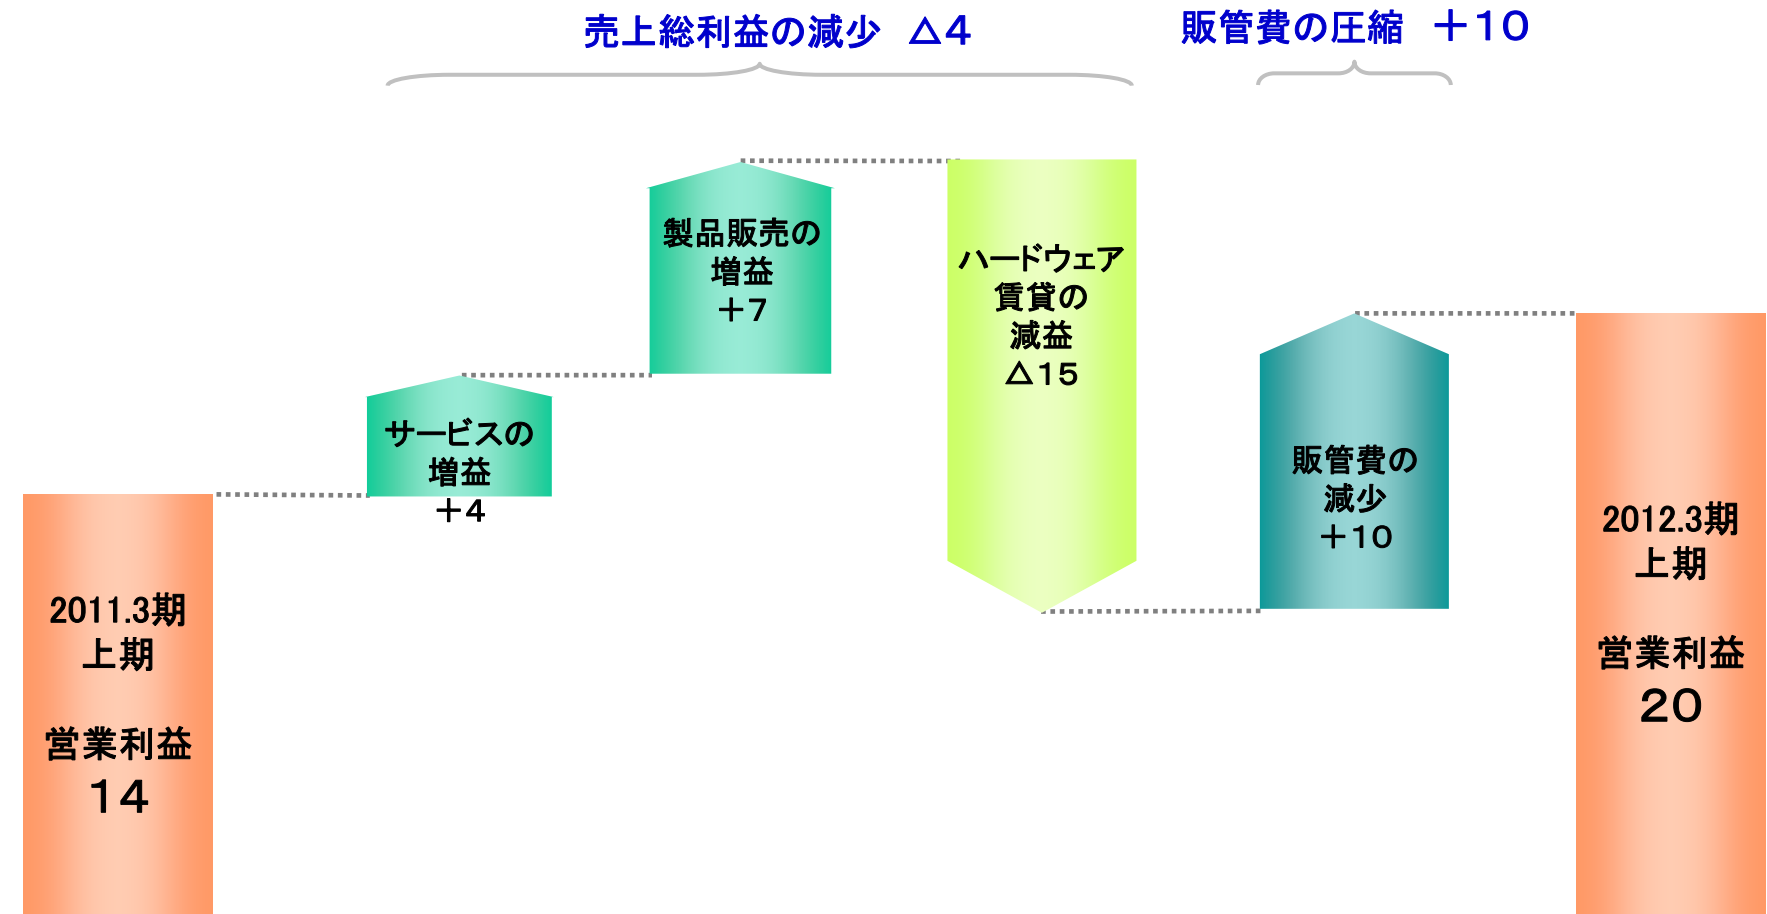 売上総利益の減少　△4
販管費の圧縮　＋10
2011.3期
上期
営業利益
14
サービスの
増益
＋4
製品販売の
増益
＋7
ハードウェア
賃貸の
減益
△15
販管費の
減少
＋10
2012.3期
上期
営業利益
20